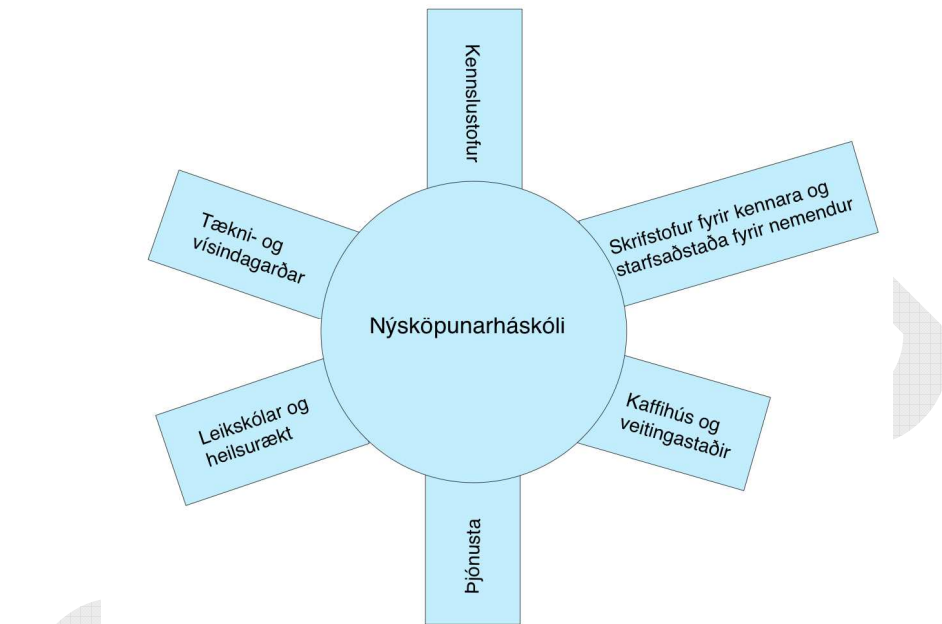 Kennslustofur
Tækni- og
vísindagarðar
Skrifstofur fyrir kennara og
starfsaðstaða fyrir nemendur
Nýsköpunarháskóli
Leikskólar og
heilsurækt
Kaffihús og
veitingastaðir
Þjónusta